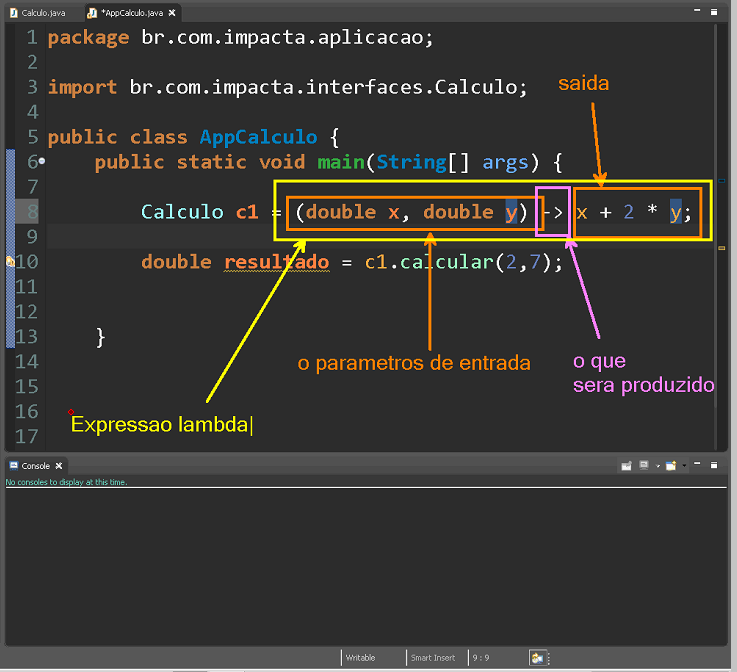 Calculo.java *AppCalculo.java
1 package br.com.impacta.aplicacao;
2
3 import br.com.impacta.interfaces.Calculo;
saida
4
5 public class AppCalculo {
6 public static void main(String[] args) {
7
8 Calculo c1 = (double x, double y) -> x + 2 * y;
9
10 double resultado = c1.calcular(2,7);
11
12
13 }
o parametros de entrada
o que
sera produzido
14
15
16
Expressao lambda
17
Console
No consoles to display at this time.
Writable Smart Insert 9 : 9